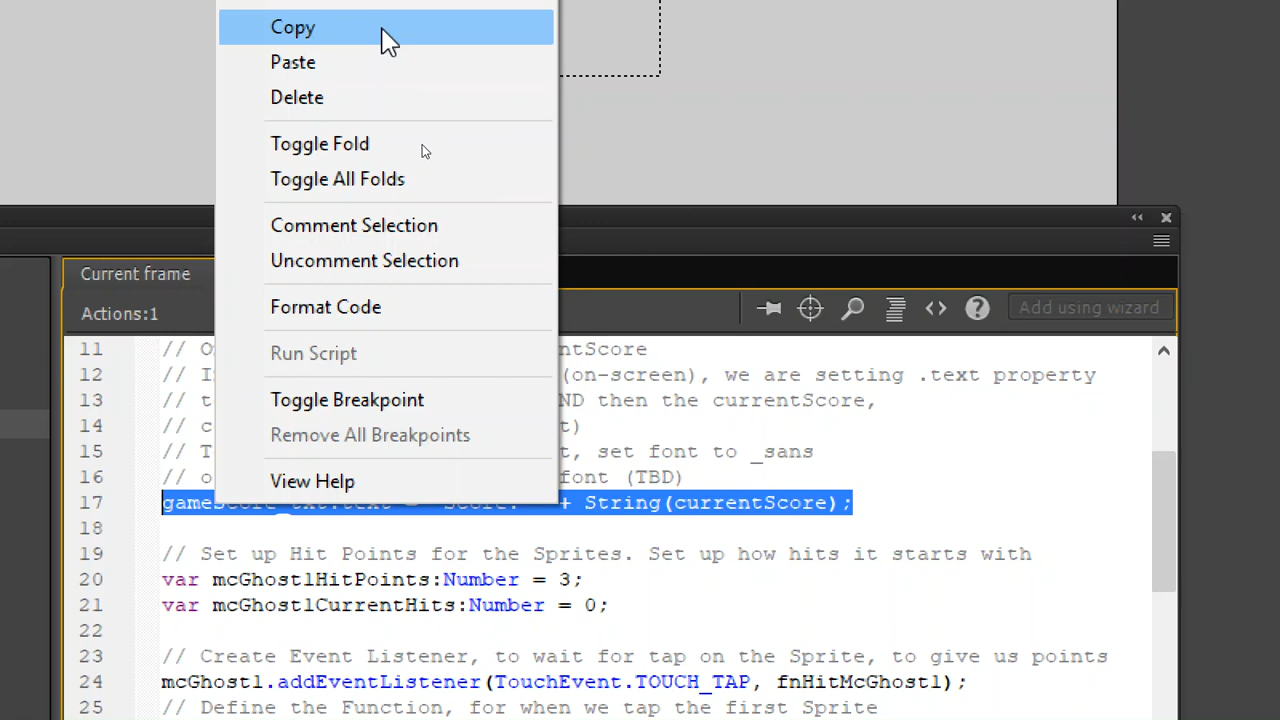 Copy
Paste
Delete
Toggle Fold
Toggle All Folds
Comment Selection
Uncomment Selection
Format Code
Run Script
Toggle Breakpoint
Remove All Breakpoints
View Help
Current frame
Actions:1
Add using wizard
11 // O ntScore
12 // I (on-screen), we are setting .text property
13 // t ND then the currentScore,
14 // c t)
15 // T t, set font to _sans
16 // o font (TBD)
17 + String(currentScore);
18
19 // Set up Hit Points for the Sprites. Set up how hits it starts with
20 var mcGhost1HitPoints:Number = 3;
21 var mcGhost1CurrentHits:Number = 0;
22
23 // Create Event Listener, to wait for tap on the Sprite, to give us points
24 mcGhost1.addEventListener(TouchEvent.TOUCH_TAP, fnHitMcGhost1);
25 // Define the Function, for when we tap the first Sprite